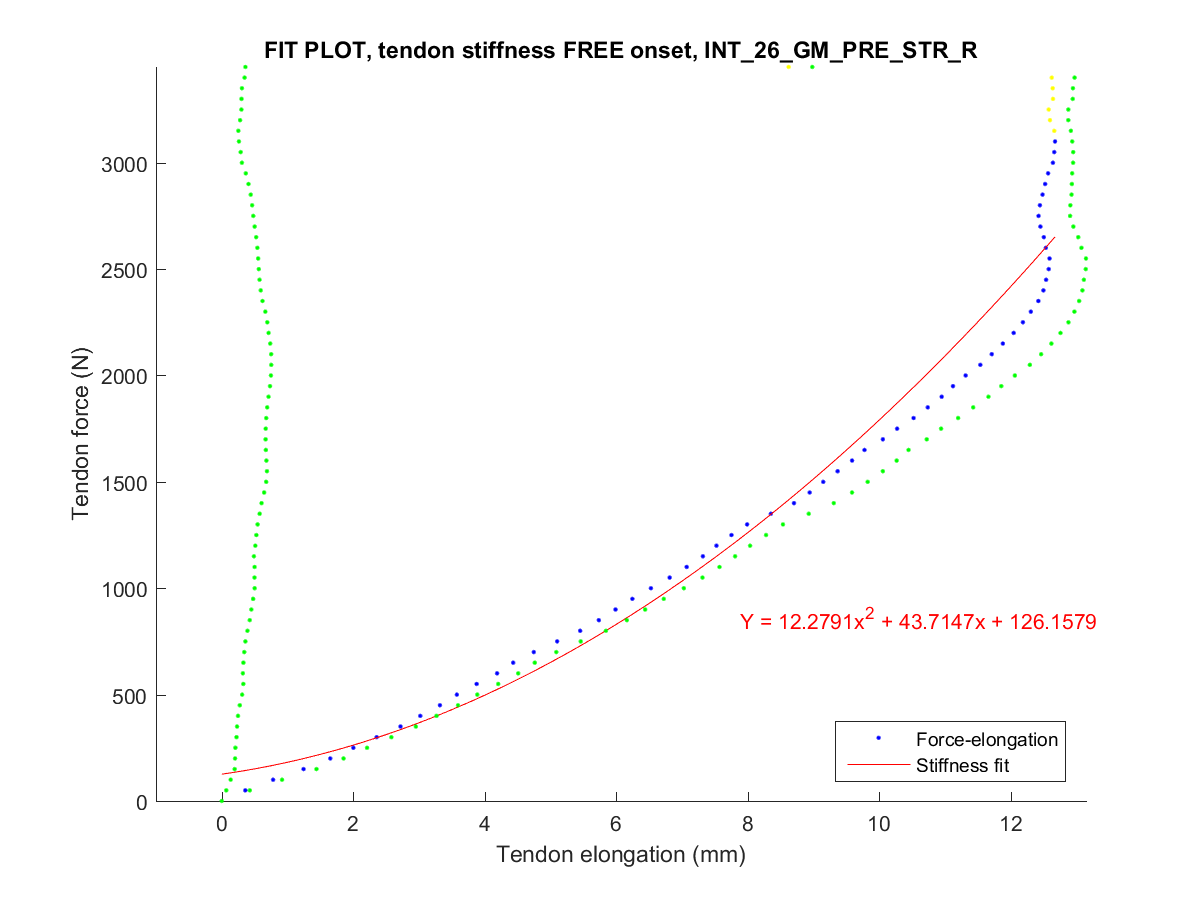 FIT PLOT, tendon stiffness FREE onset, INT_26_GM_PRE_STR_R
Tendon force (N)
3000
2500
2000
1500
1000
500
0
Y = 12.2791x² + 43.7147x + 126.1579
Force-elongation
Stiffness fit
0 2 4 6 8 10 12
Tendon elongation (mm)